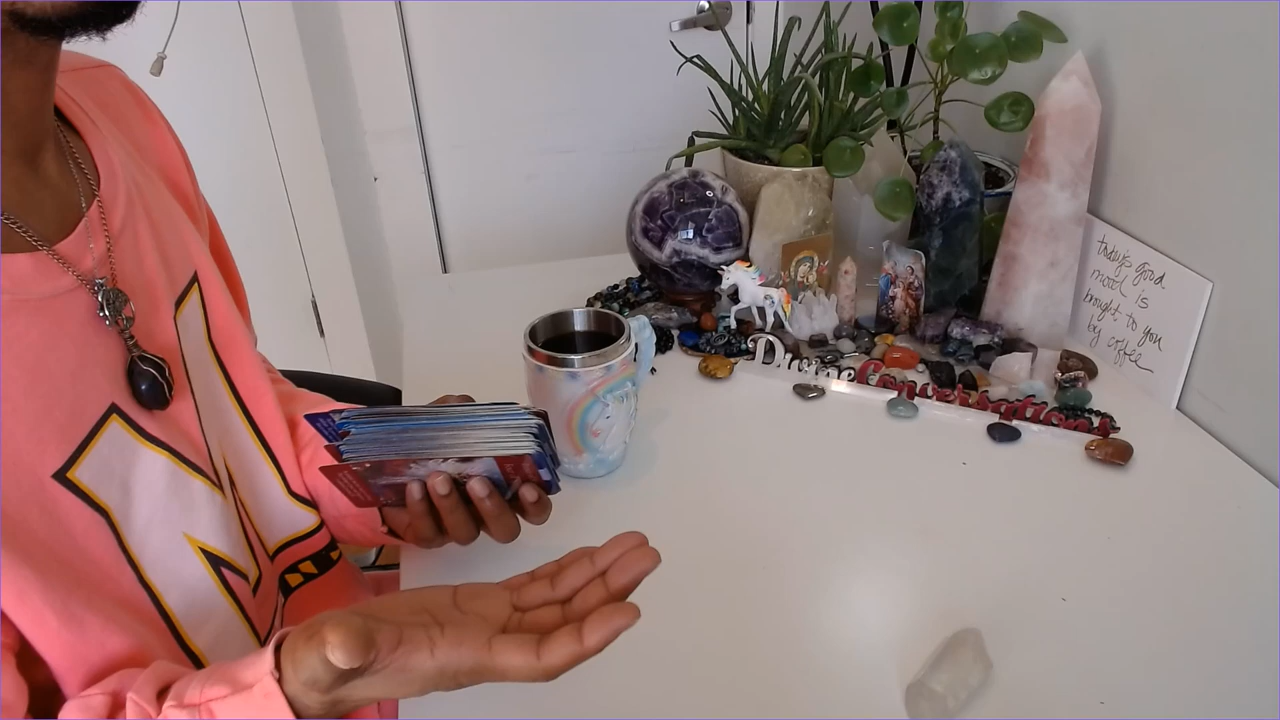 today's good
mood is
brought to you
by coffee
Divine Conversations
M